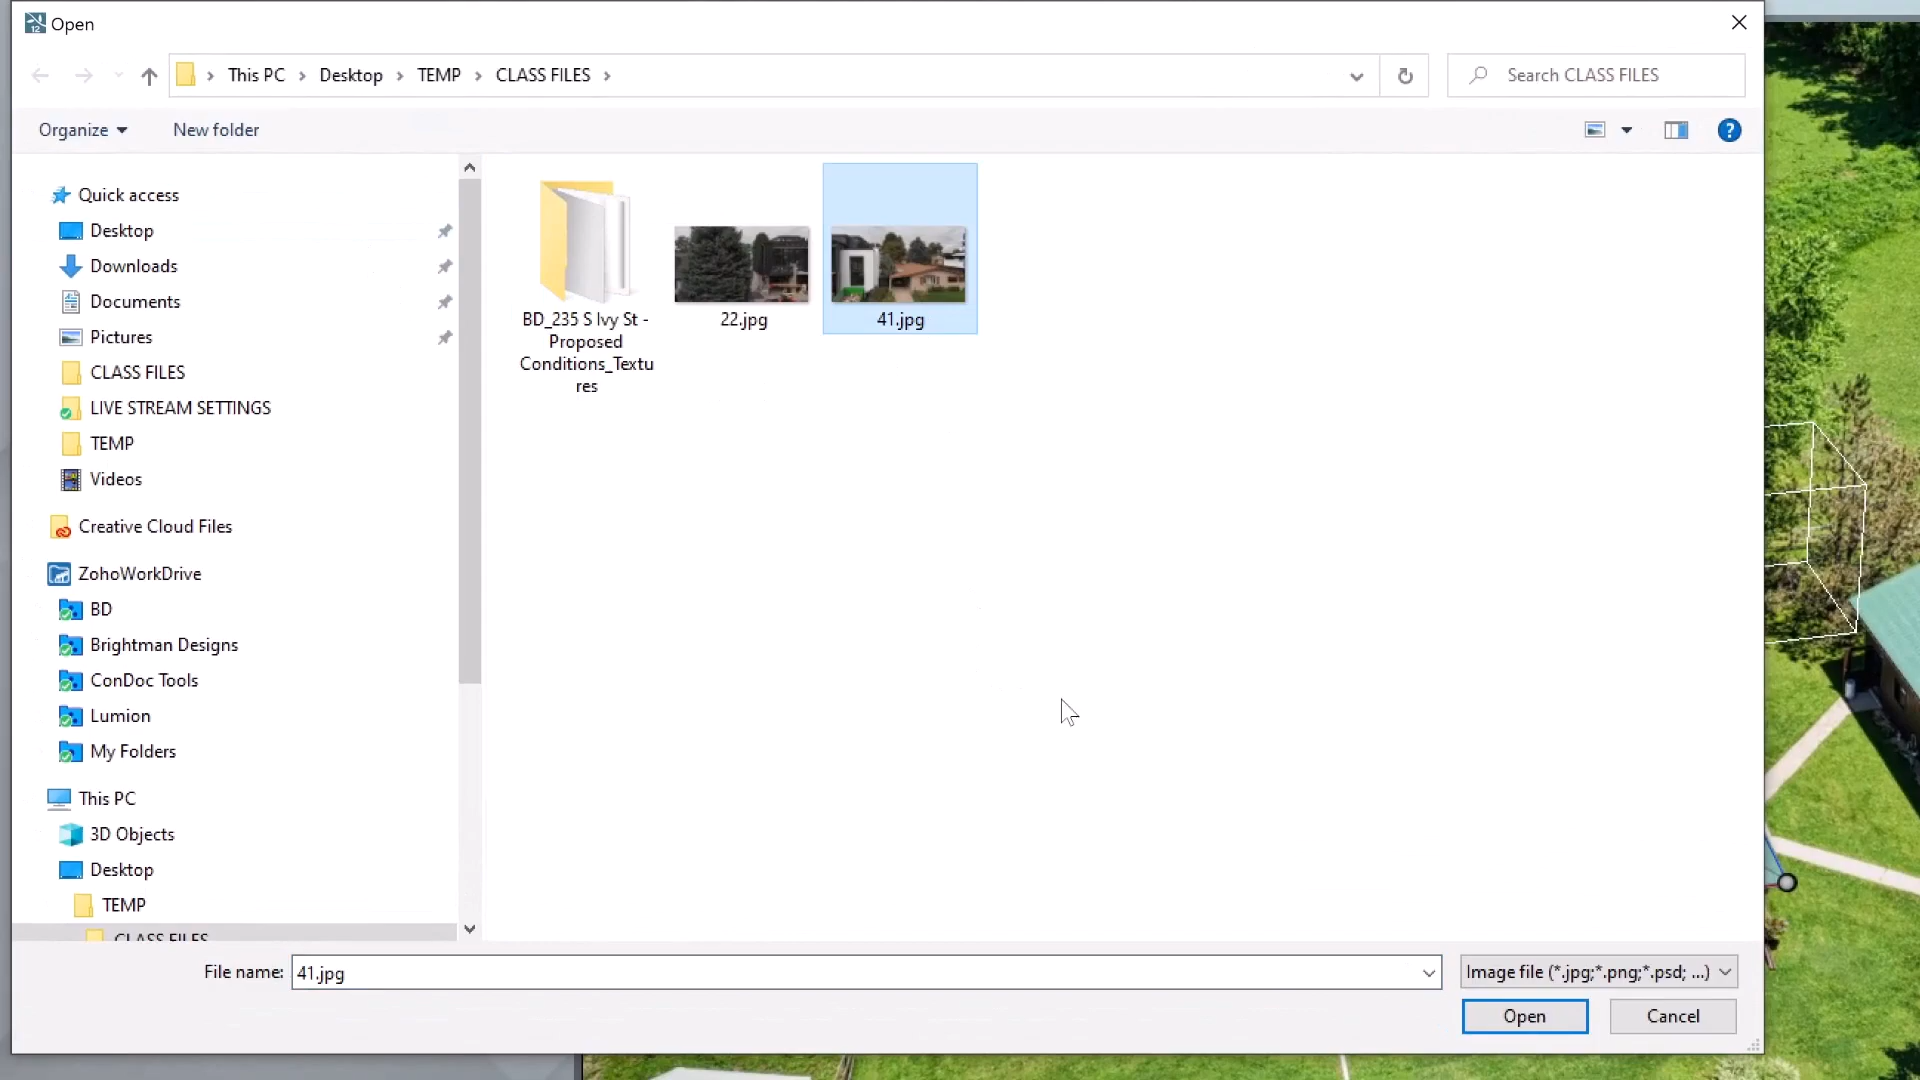 12
Open
This PC
Desktop
TEMP
CLASS FILES
Search CLASS FILES
Organize
New folder
?
Quick access
Desktop
Downloads
Documents
Pictures
CLASS FILES
LIVE STREAM SETTINGS
TEMP
Videos
Creative Cloud Files
ZohoWorkDrive
BD
Brightman Designs
ConDoc Tools
Lumion
My Folders
This PC
3D Objects
Desktop
TEMP
CLASS FILES
BD_235 S Ivy St -
Proposed
Conditions_Textu
res
22.jpg
41.jpg
File name: 41.jpg
Image file (*.jpg;*.png;*.psd; ...)
Open
Cancel